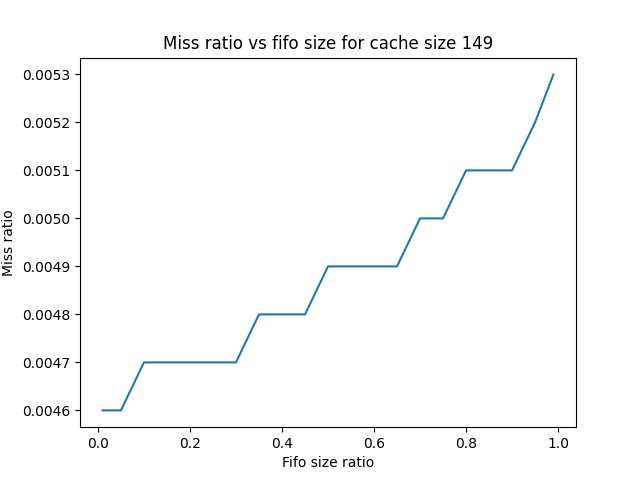 Miss ratio vs fifo size for cache size 149
0.0053
0.0052
0.0051
0.0050
0.0049
0.0048
0.0047
0.0046
Miss ratio
0.0 0.2 0.4 0.6 0.8 1.0
Fifo size ratio